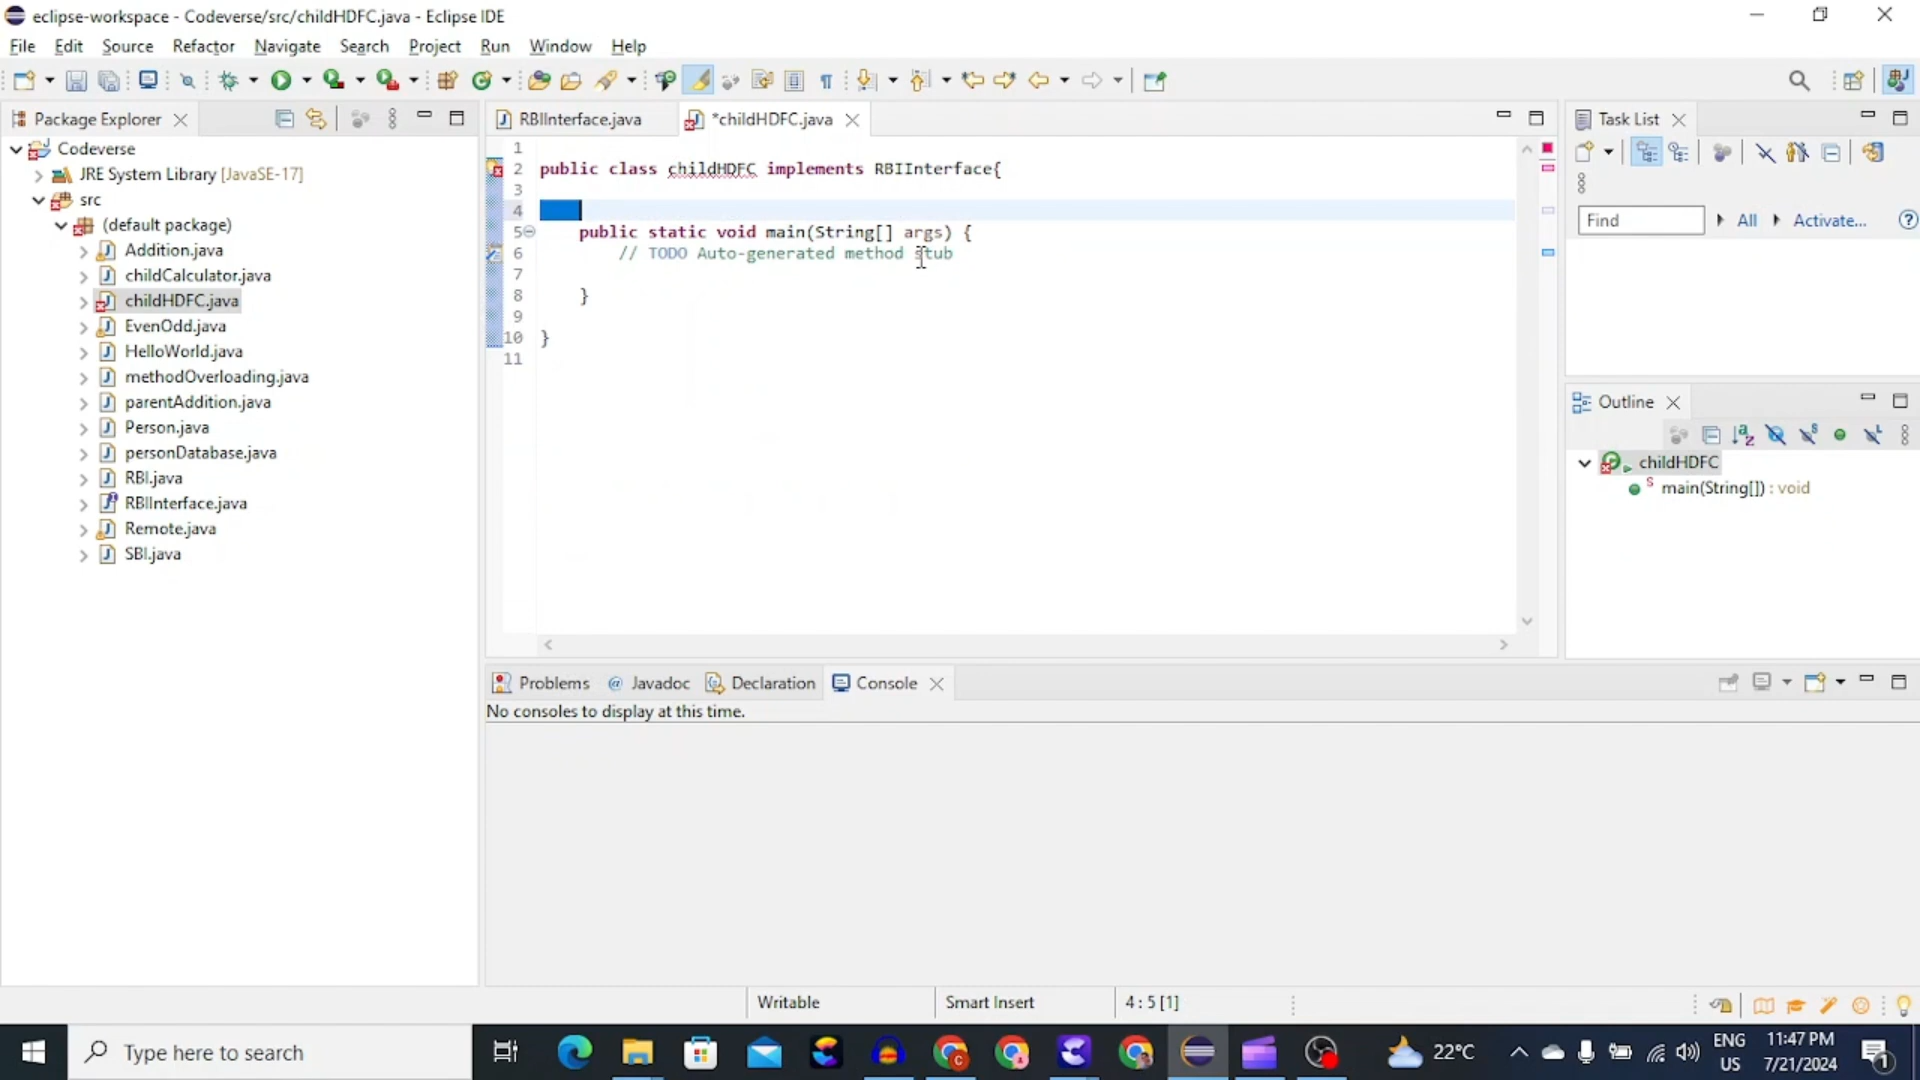 eclipse-workspace - Codeverse/src/childHDFC.java - Eclipse IDE
File Edit Source Refactor Navigate Search Project Run Window Help
Package Explorer
Codeverse
JRE System Library [JavaSE-17]
src
(default package)
Addition.java
childCalculator.java
childHDFC.java
EvenOdd.java
HelloWorld.java
methodOverloading.java
parentAddition.java
Person.java
personDatabase.java
RBI.java
RBIInterface.java
Remote.java
SBI.java
RBIInterface.java *childHDFC.java
1
2 public class childHDFC implements RBIInterface{
3
4
5 public static void main(String[] args) {
6 // TODO Auto-generated method stub
7
8 }
9
10 }
11
Task List
Find All Activate...
Outline
childHDFC
main(String[]) : void
Problems Javadoc Declaration Console
No consoles to display at this time.
Writable Smart Insert 4 : 5 [1]
Type here to search
22°C
ENG
US
11:47 PM
7/21/2024
1